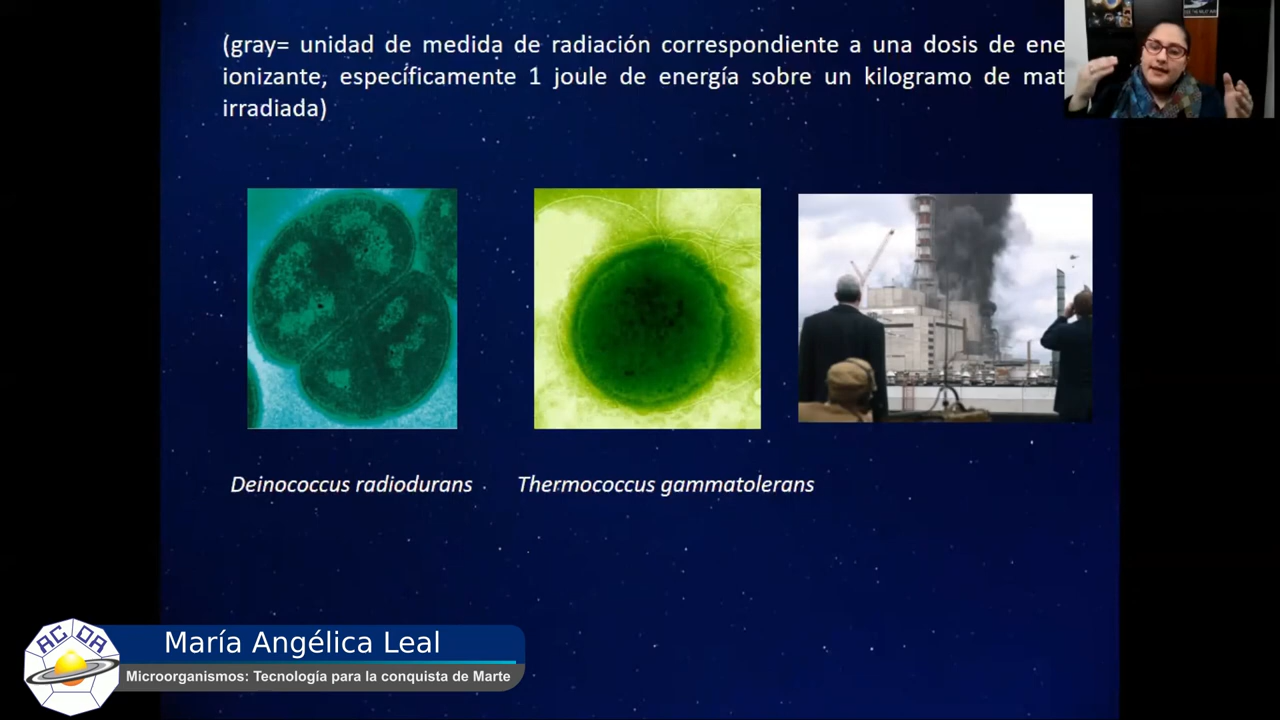 (gray= unidad de medida de radiación correspondiente a una dosis de ene
ionizante, específicamente 1 joule de energía sobre un kilogramo de mat
irradiada)
Deinococcus radiodurans
Thermococcus gammatolerans
ACDA
María Angélica Leal
Microorganismos: Tecnología para la conquista de Marte